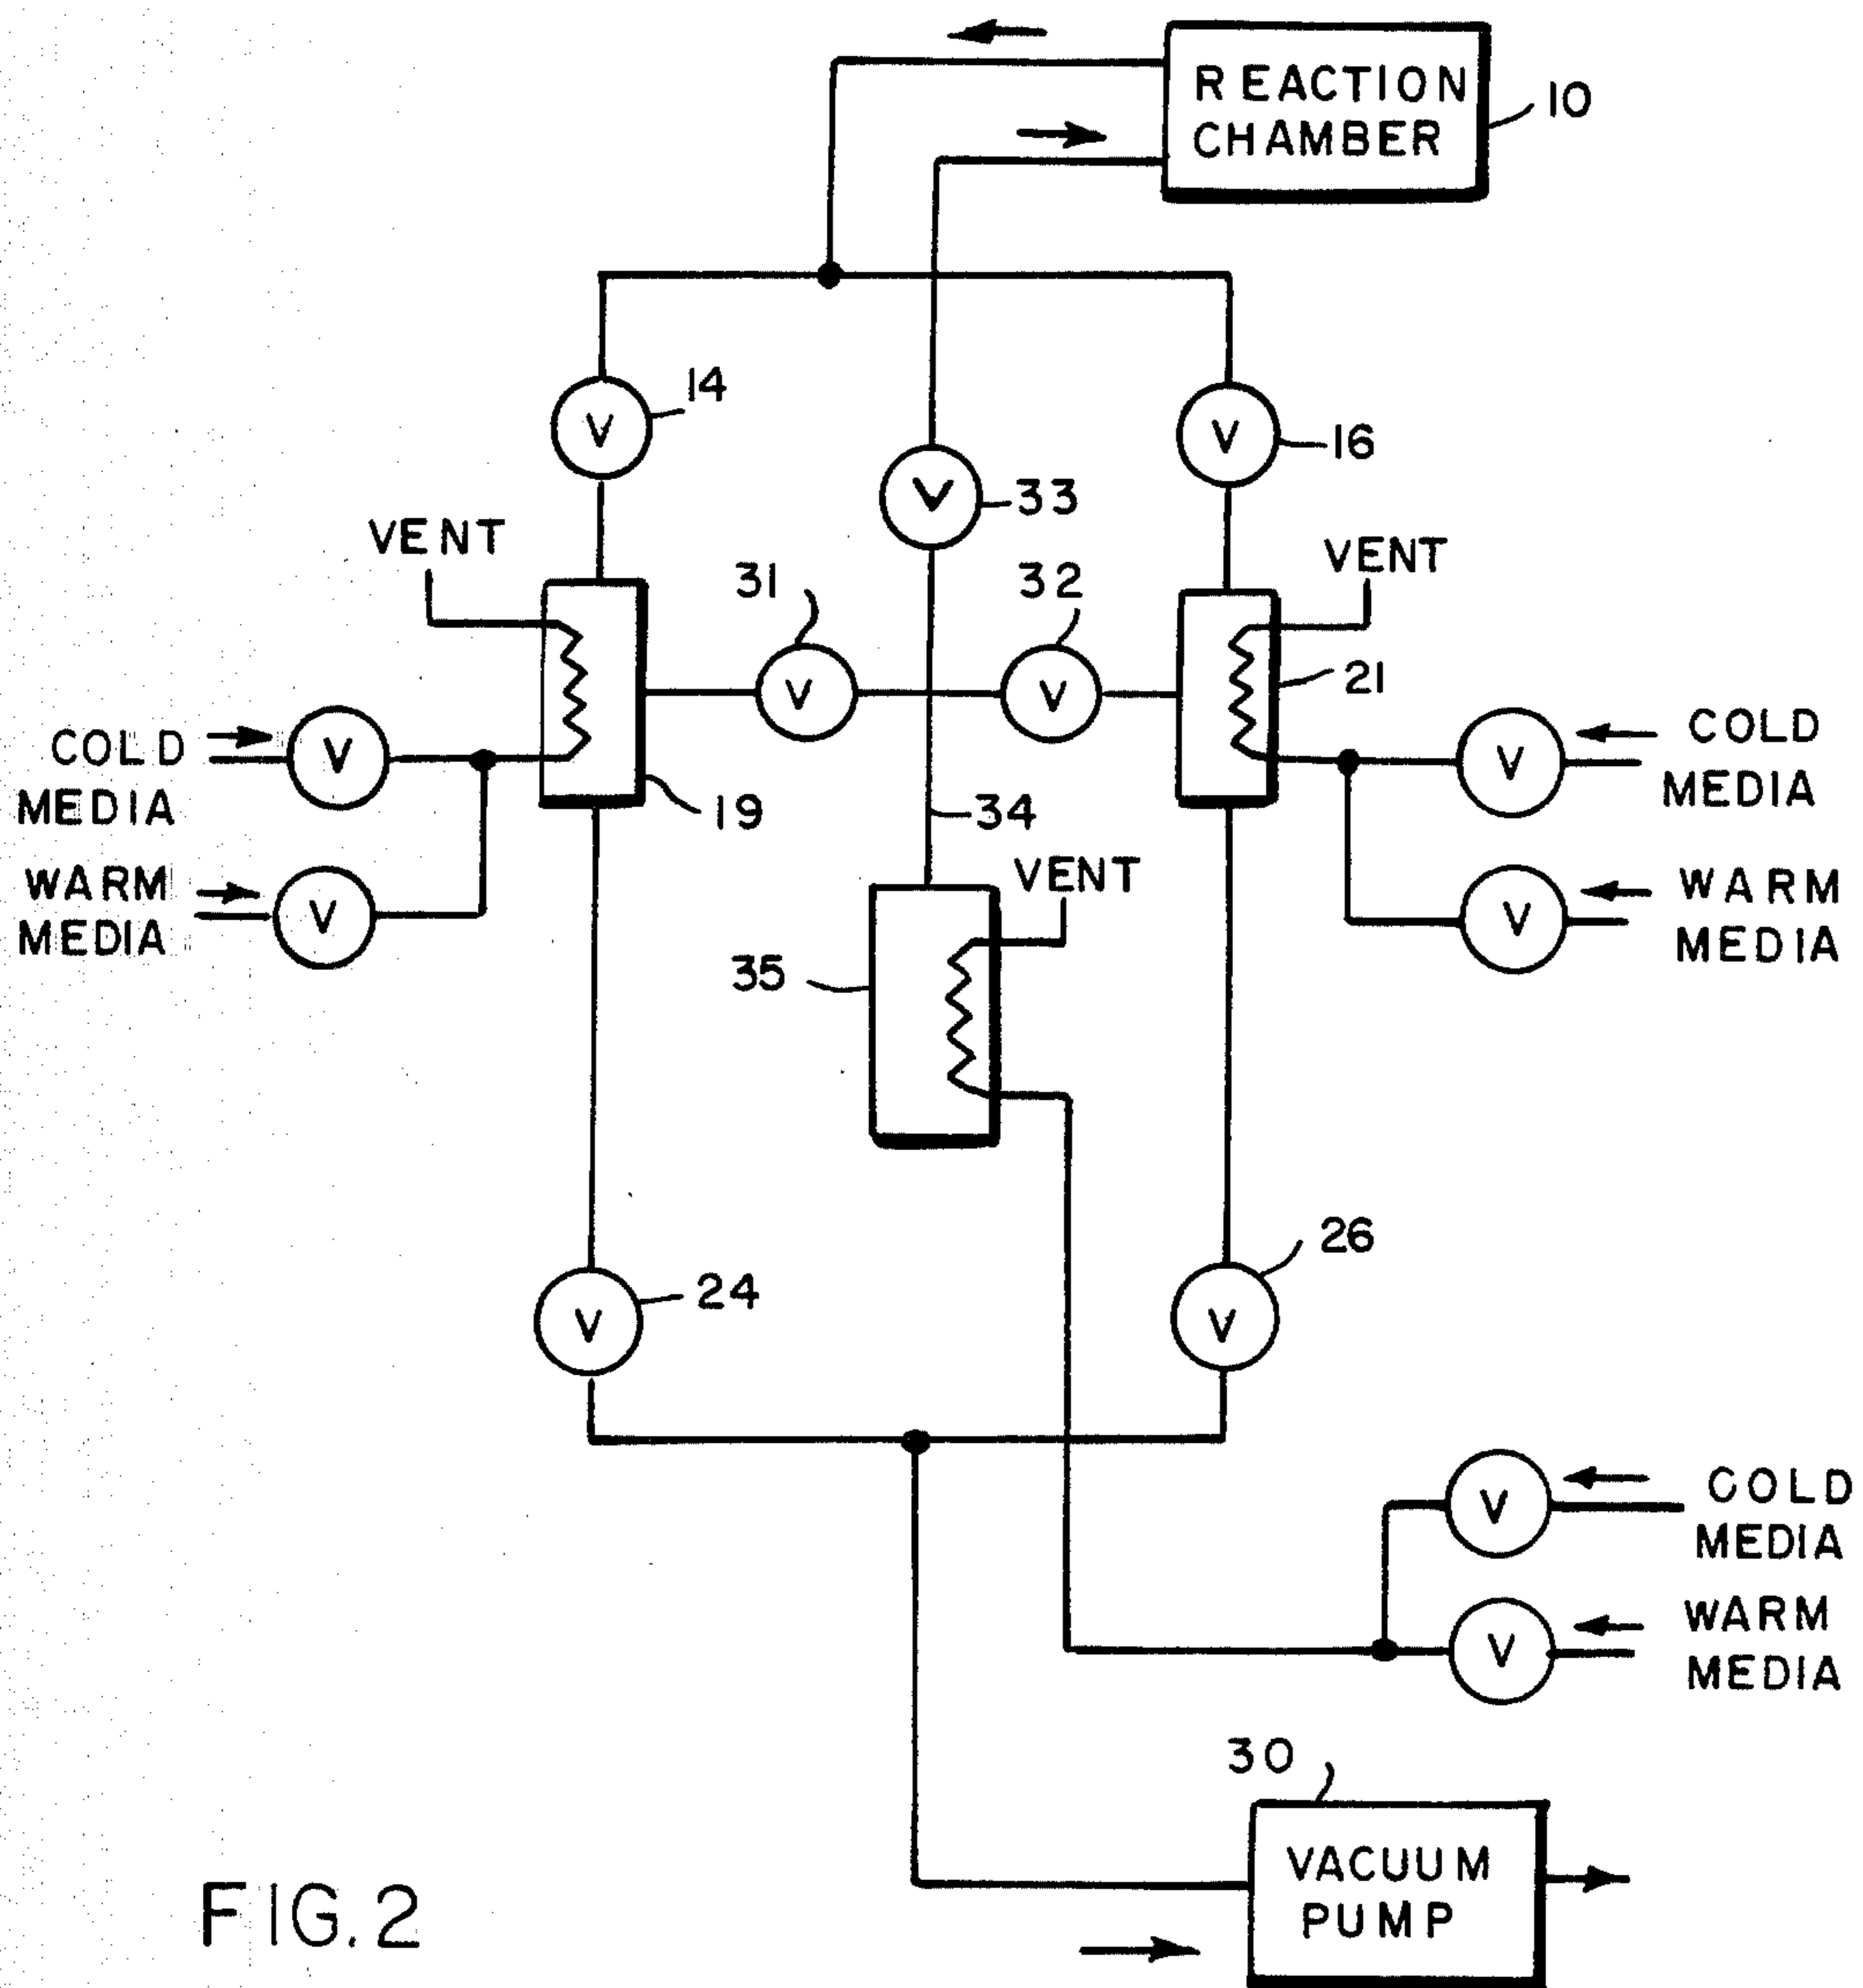 REACTION
CHAMBER
10
14
V
V
16
V
33
VENT
VENT
31
32
V
V
21
COLD
MEDIA
V
19
34
V
COLD
MEDIA
WARM
MEDIA
V
VENT
V
WARM
MEDIA
35
24
V
26
V
V
COLD
MEDIA
V
WARM
MEDIA
30
VACUUM
PUMP
FIG. 2